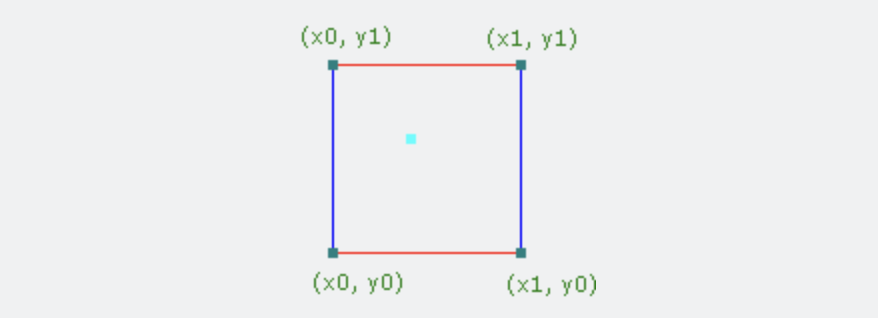 (x0, y1)
(x1, y1)
(x0, y0)
(x1, y0)